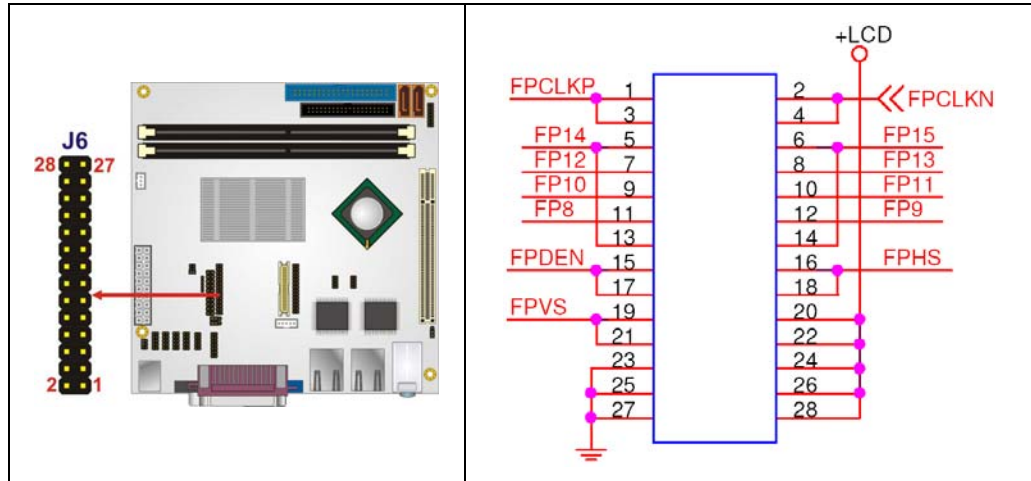 J6
28 27
2 1
+LCD
FPCLKP 1 2 FPCLKN
3 4
FP14 5 6 FP15
FP12 7 8 FP13
FP10 9 10 FP11
FP8 11 12 FP9
13 14
FPDEN 15 16 FPHS
17 18
FPVS 19 20
21 22
23 24
25 26
27 28